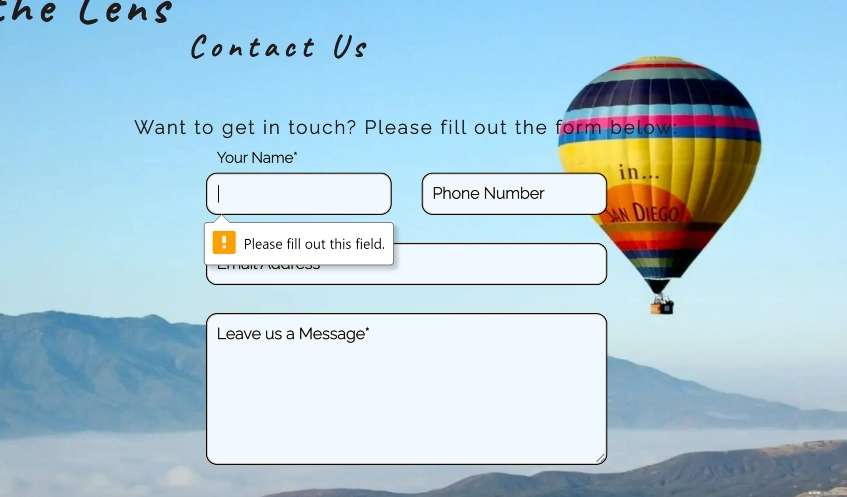 the Lens
Contact Us
Want to get in touch? Please fill out the form below:
Your Name*
in...
Phone Number
SAN DIEGO
Please fill out this field.
Email Address
Leave us a Message*